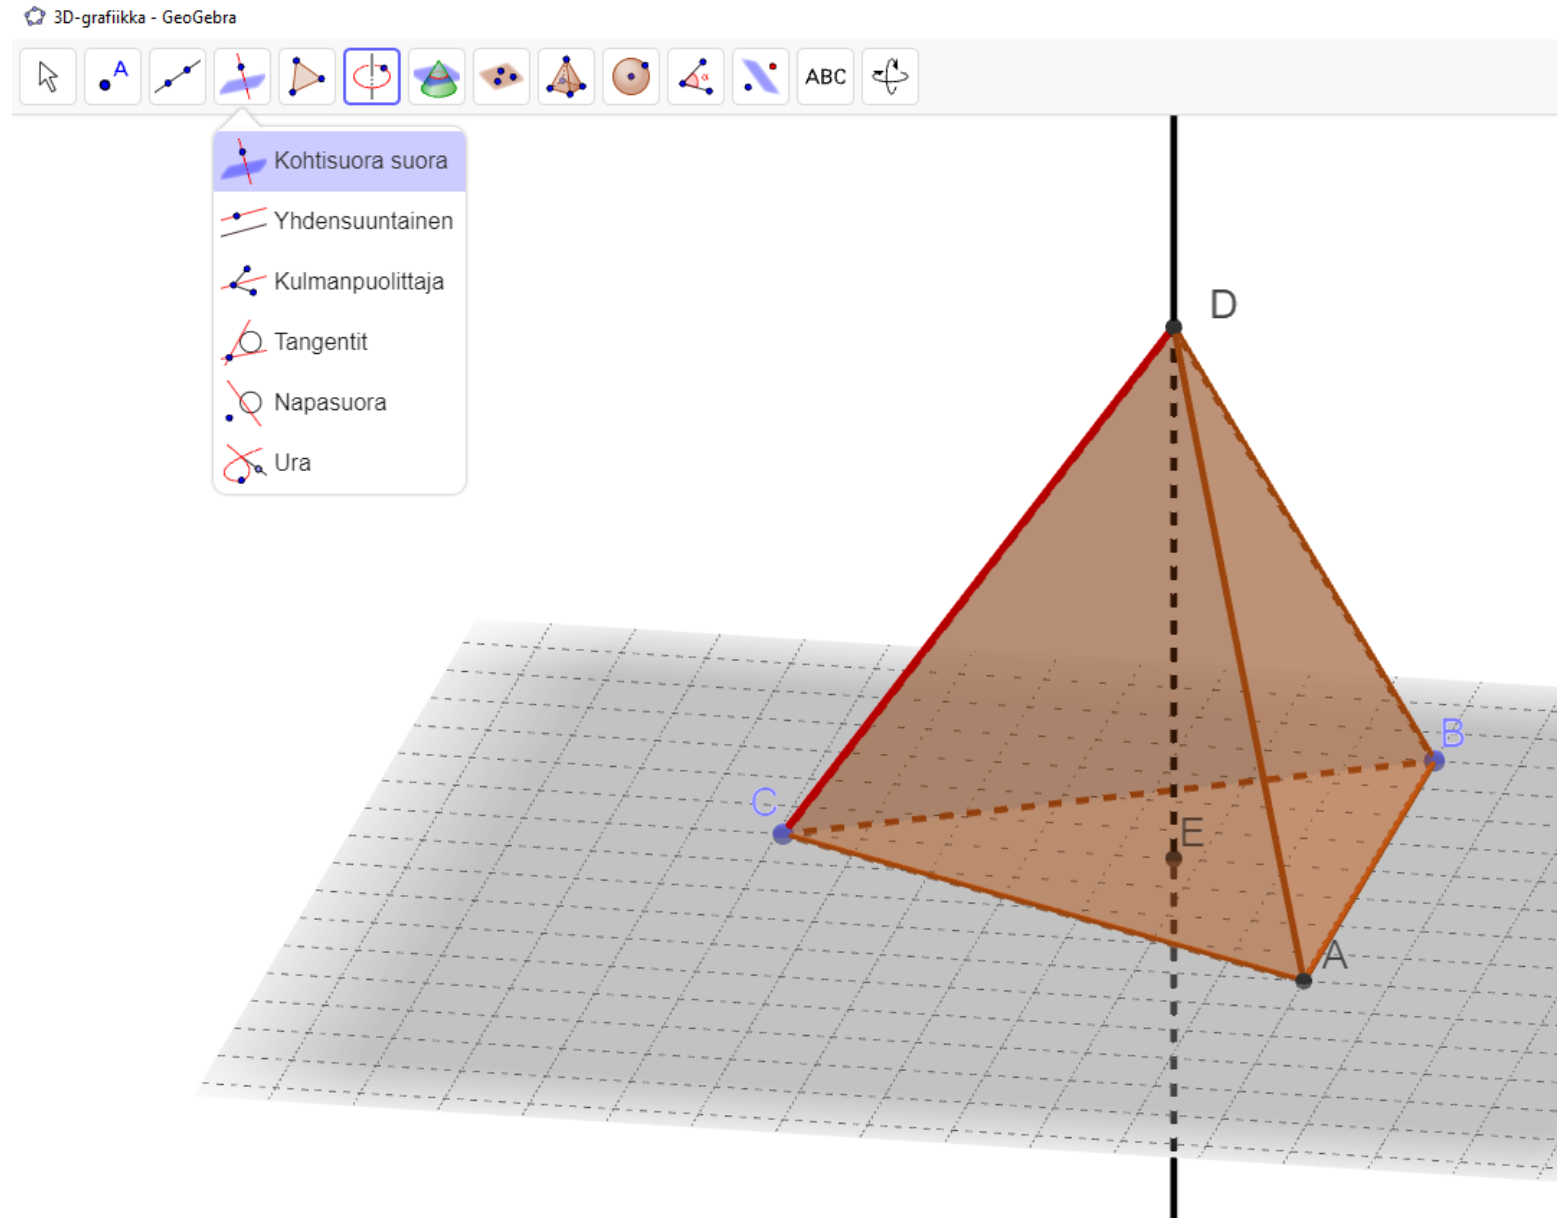 3D-grafiikka - GeoGebra
A
α
ABC
Kohtisuora suora
Yhdensuuntainen
Kulmanpuolittaja
Tangentit
Napasuora
Ura
D
B
C
E
A